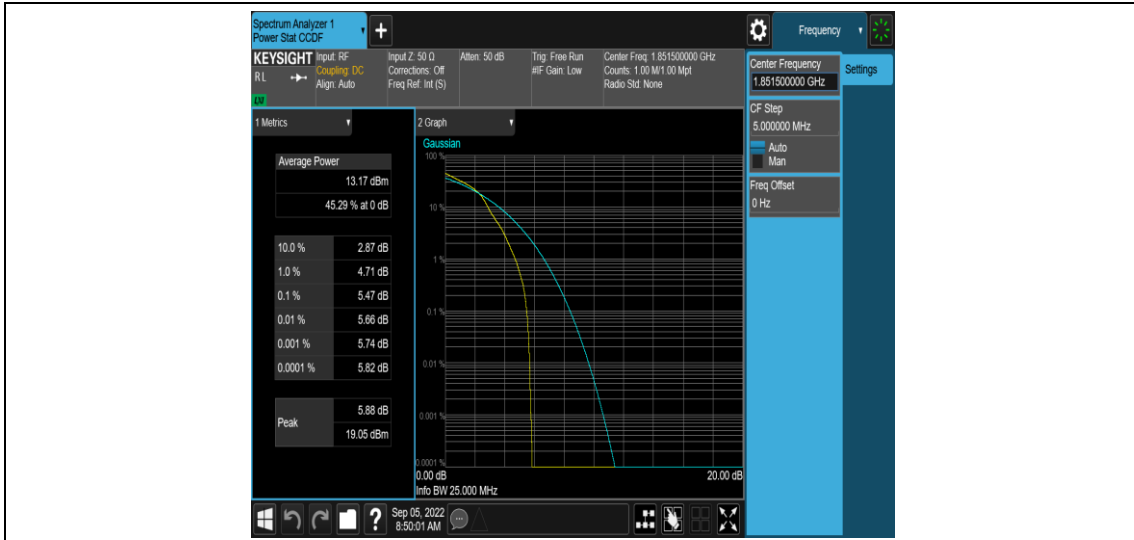 Spectrum Analyzer 1
Power Stat CCDF
+
Frequency
KEYSIGHT
RL
Input: RF
Coupling: DC
Align: Auto
Input Z: 50 Ω
Corrections: Off
Freq Ref: Int (S)
Atten: 50 dB
Trig: Free Run
#IF Gain: Low
Center Freq: 1.851500000 GHz
Counts: 1.00 M/1.00 Mpt
Radio Std: None
Center Frequency
1.851500000 GHz
Settings
CF Step
5.000000 MHz
Auto
Man
Freq Offset
0 Hz
1 Metrics
Average Power
13.17 dBm
45.29 % at 0 dB
10.0 % 2.87 dB
1.0 % 4.71 dB
0.1 % 5.47 dB
0.01 % 5.66 dB
0.001 % 5.74 dB
0.0001 % 5.82 dB
Peak
5.88 dB
19.05 dBm
2 Graph
Gaussian
100 %
10 %
1 %
0.1 %
0.01 %
0.001 %
0.0001 %
0.00 dB
20.00 dB
Info BW 25.000 MHz
?
Sep 05, 2022
8:50:01 AM